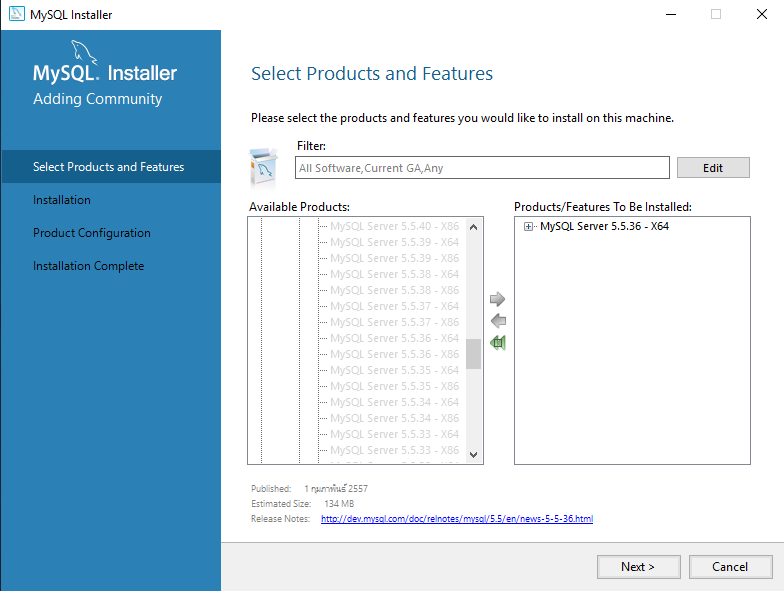 MySQL Installer
MySQL. Installer
Adding Community
Select Products and Features
Installation
Product Configuration
Installation Complete
Select Products and Features
Please select the products and features you would like to install on this machine.
Filter:
All Software,Current GA,Any
Edit
Available Products:
MySQL Server 5.5.40 - X86
MySQL Server 5.5.39 - X64
MySQL Server 5.5.39 - X86
MySQL Server 5.5.38 - X64
MySQL Server 5.5.38 - X86
MySQL Server 5.5.37 - X64
MySQL Server 5.5.37 - X86
MySQL Server 5.5.36 - X64
MySQL Server 5.5.36 - X86
MySQL Server 5.5.35 - X64
MySQL Server 5.5.35 - X86
MySQL Server 5.5.34 - X64
MySQL Server 5.5.34 - X86
MySQL Server 5.5.33 - X64
MySQL Server 5.5.33 - X86
Products/Features To Be Installed:
MySQL Server 5.5.36 - X64
Published: 1 กุมภาพันธ์ 2557
Estimated Size: 134 MB
Release Notes: http://dev.mysql.com/doc/relnotes/mysql/5.5/en/news-5-5-36.html
Next >
Cancel